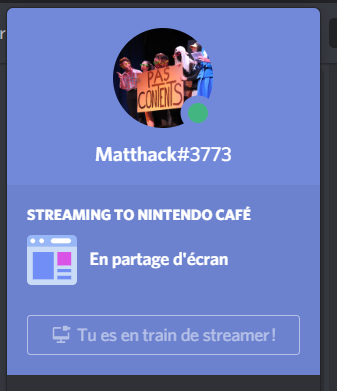 r
PAS
CONTENTS
Matthack#3773
STREAMING TO NINTENDO CAFÉ
En partage d'écran
Tu es en train de streamer !